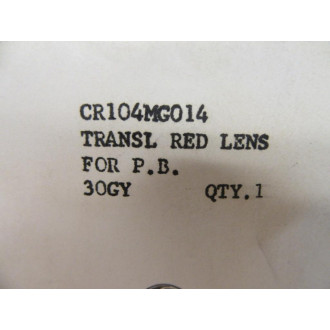 CR104MG014
TRANSL RED LENS
FOR P.B.
30GY QTY.1